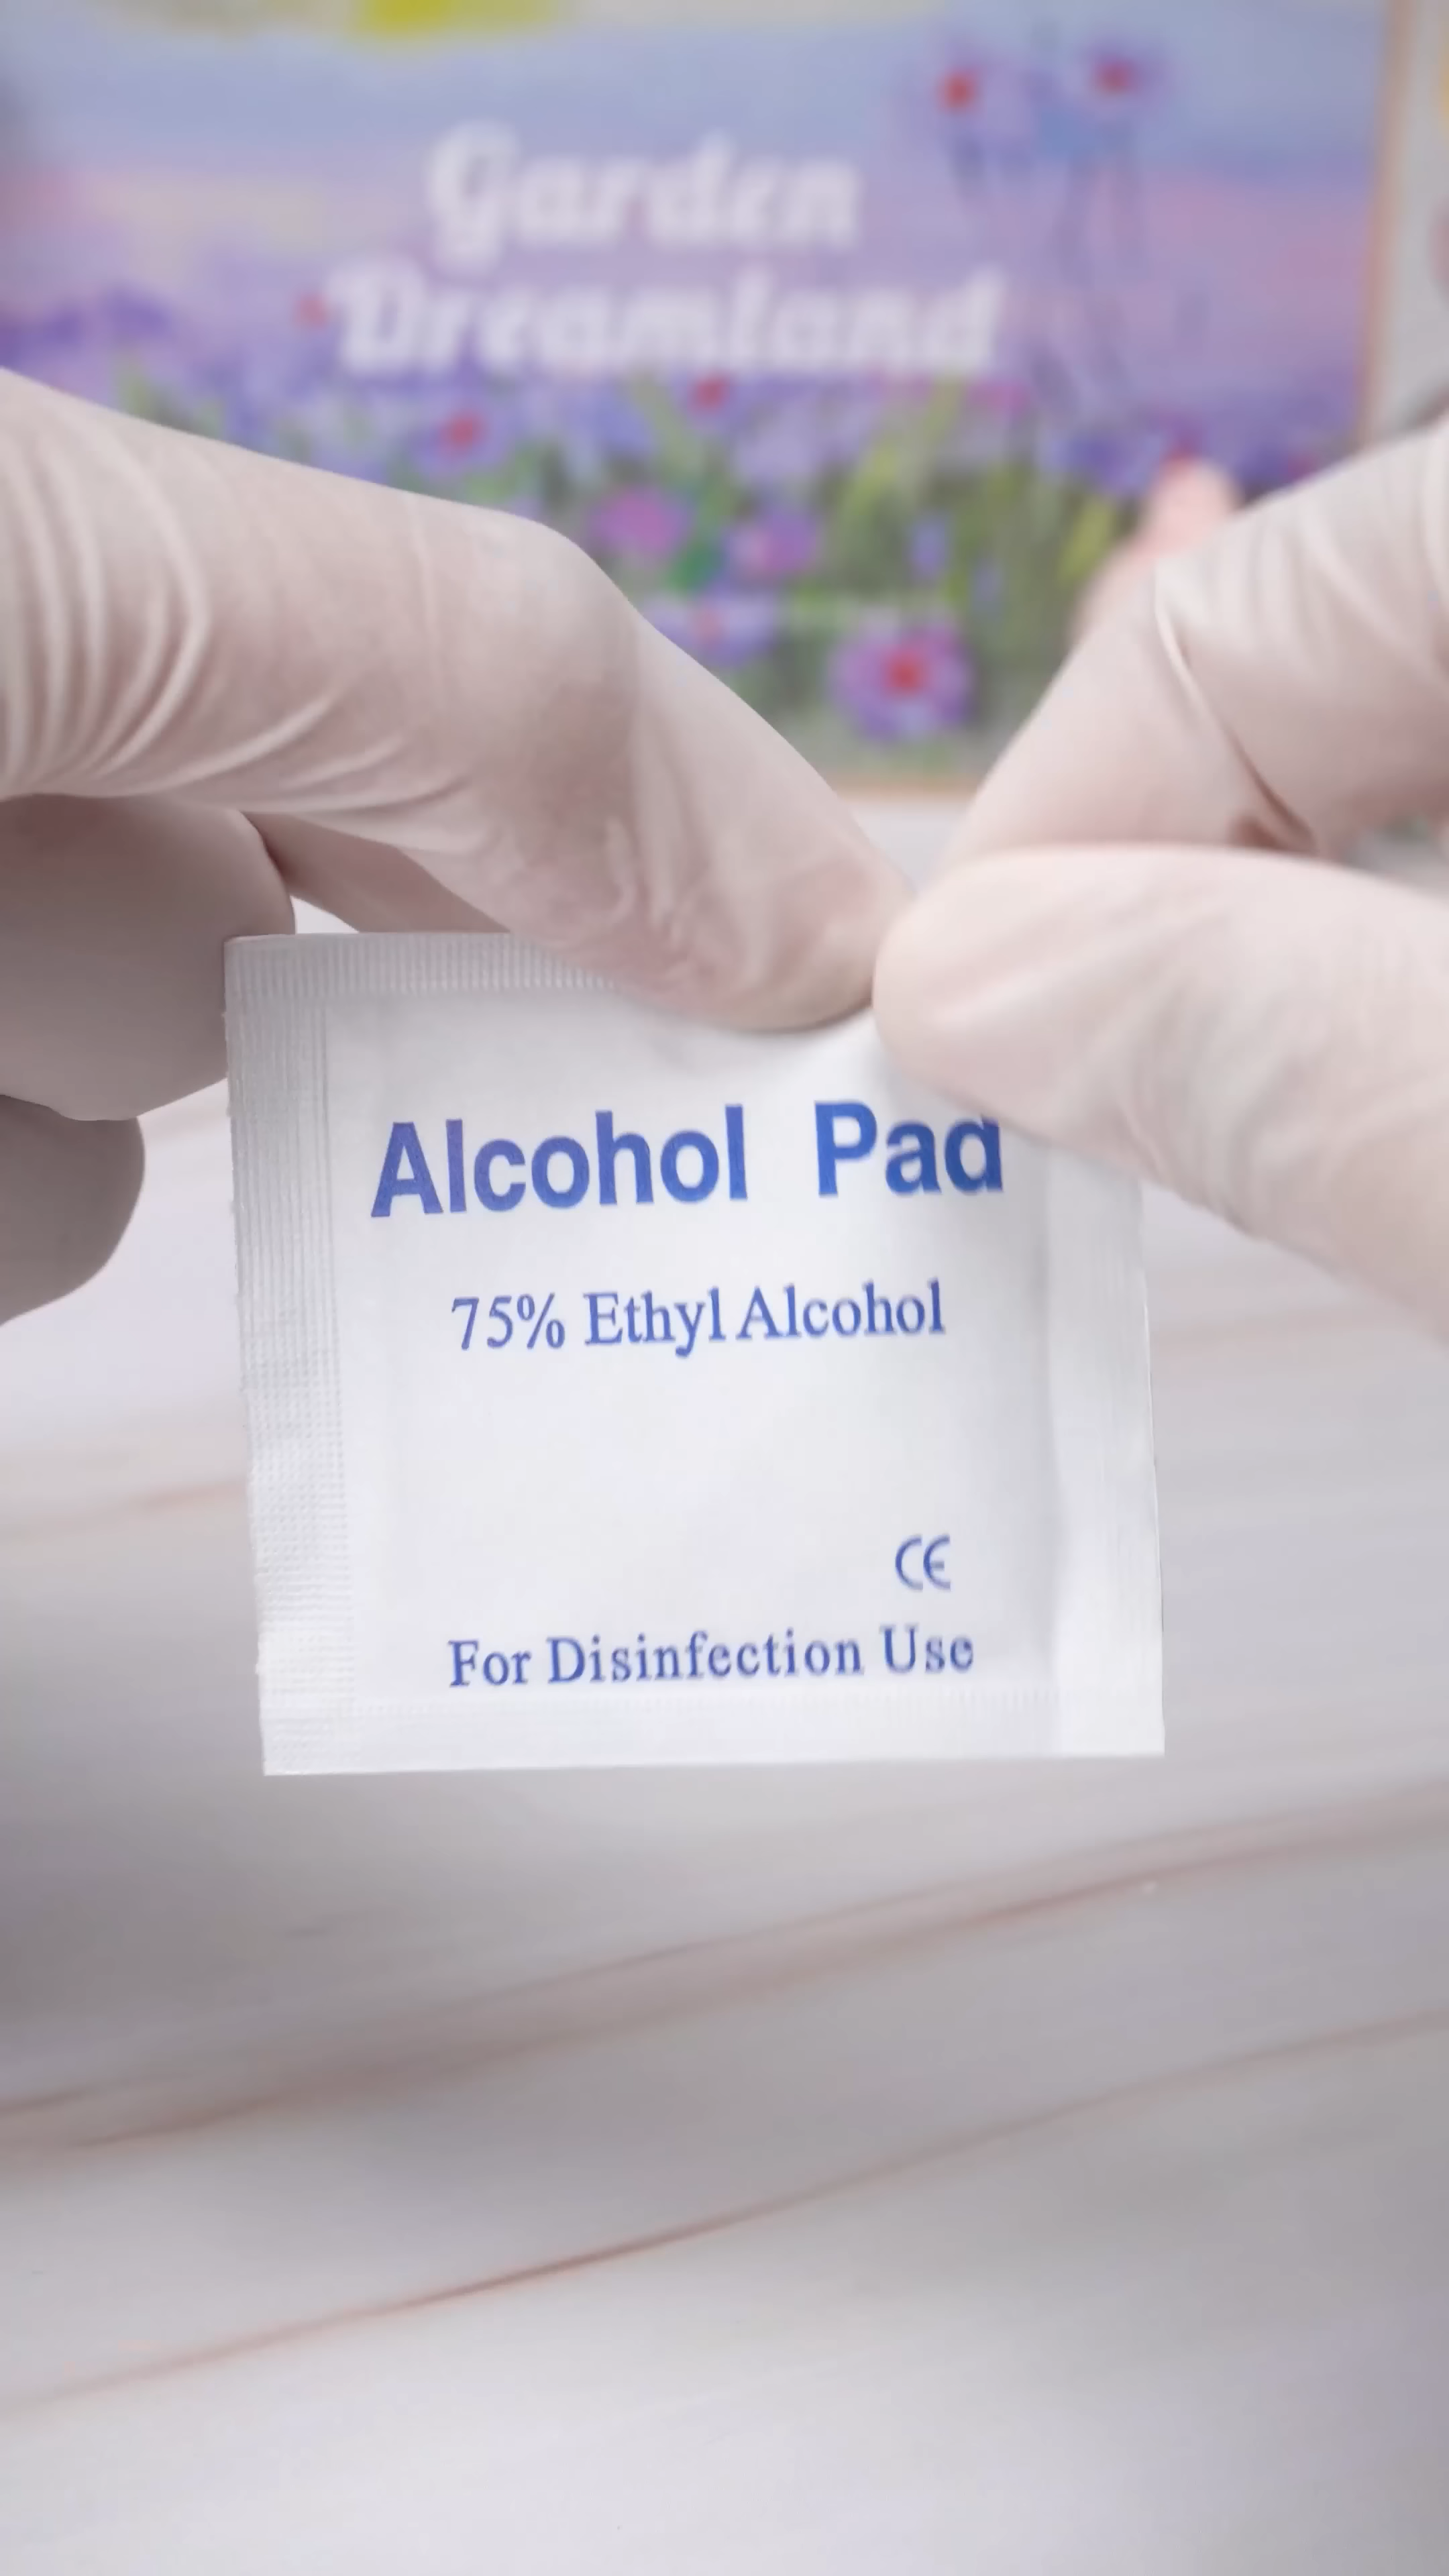 Garden
Dreamland
Alcohol Pad
75% Ethyl Alcohol
CE
For Disinfection Use